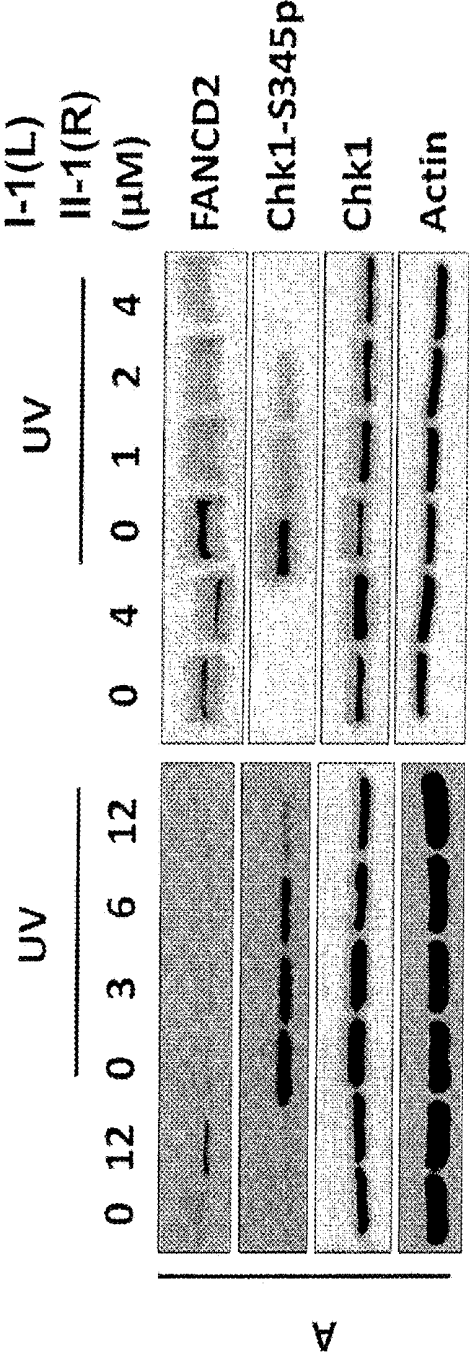 UV UV I-1(L)
II-1(R)
0 12 0 3 6 12 0 4 0 1 2 4 (µM)
FANCD2
Chk1-S345p
A Chk1
Actin